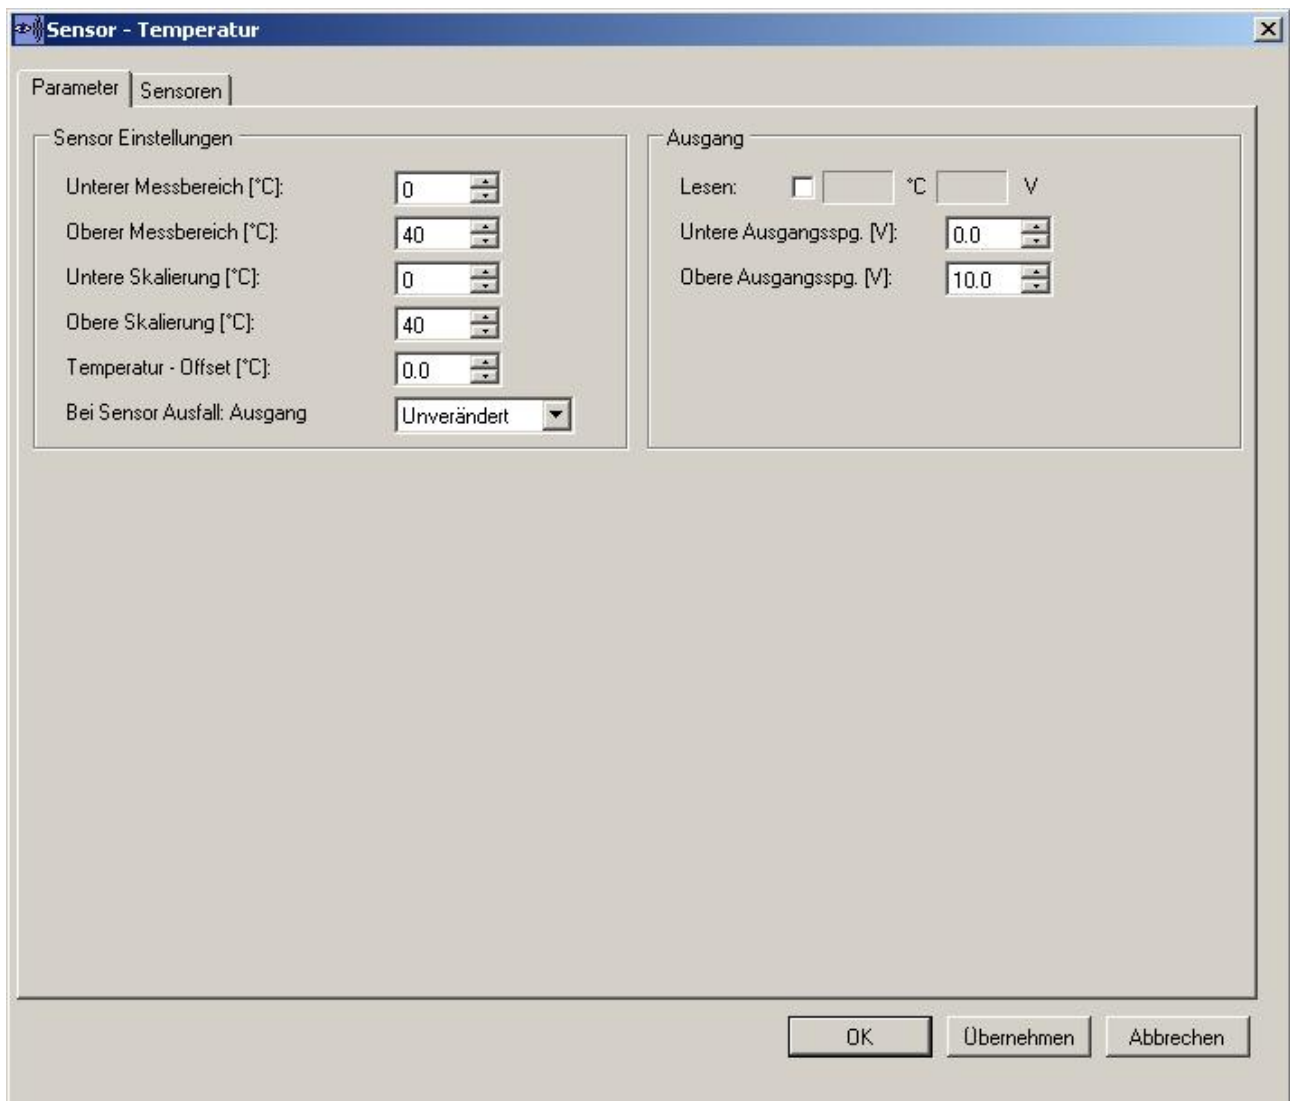 Sensor - Temperatur
Parameter
Sensoren
Sensor Einstellungen
Unterer Messbereich [°C]:
0
Oberer Messbereich [°C]:
40
Untere Skalierung [°C]:
0
Obere Skalierung [°C]:
40
Temperatur - Offset [°C]:
0.0
Bei Sensor Ausfall: Ausgang
Unverändert
Ausgang
Lesen:
°C
V
Untere Ausgangsspg. [V]:
0.0
Obere Ausgangsspg. [V]:
10.0
OK
Übernehmen
Abbrechen